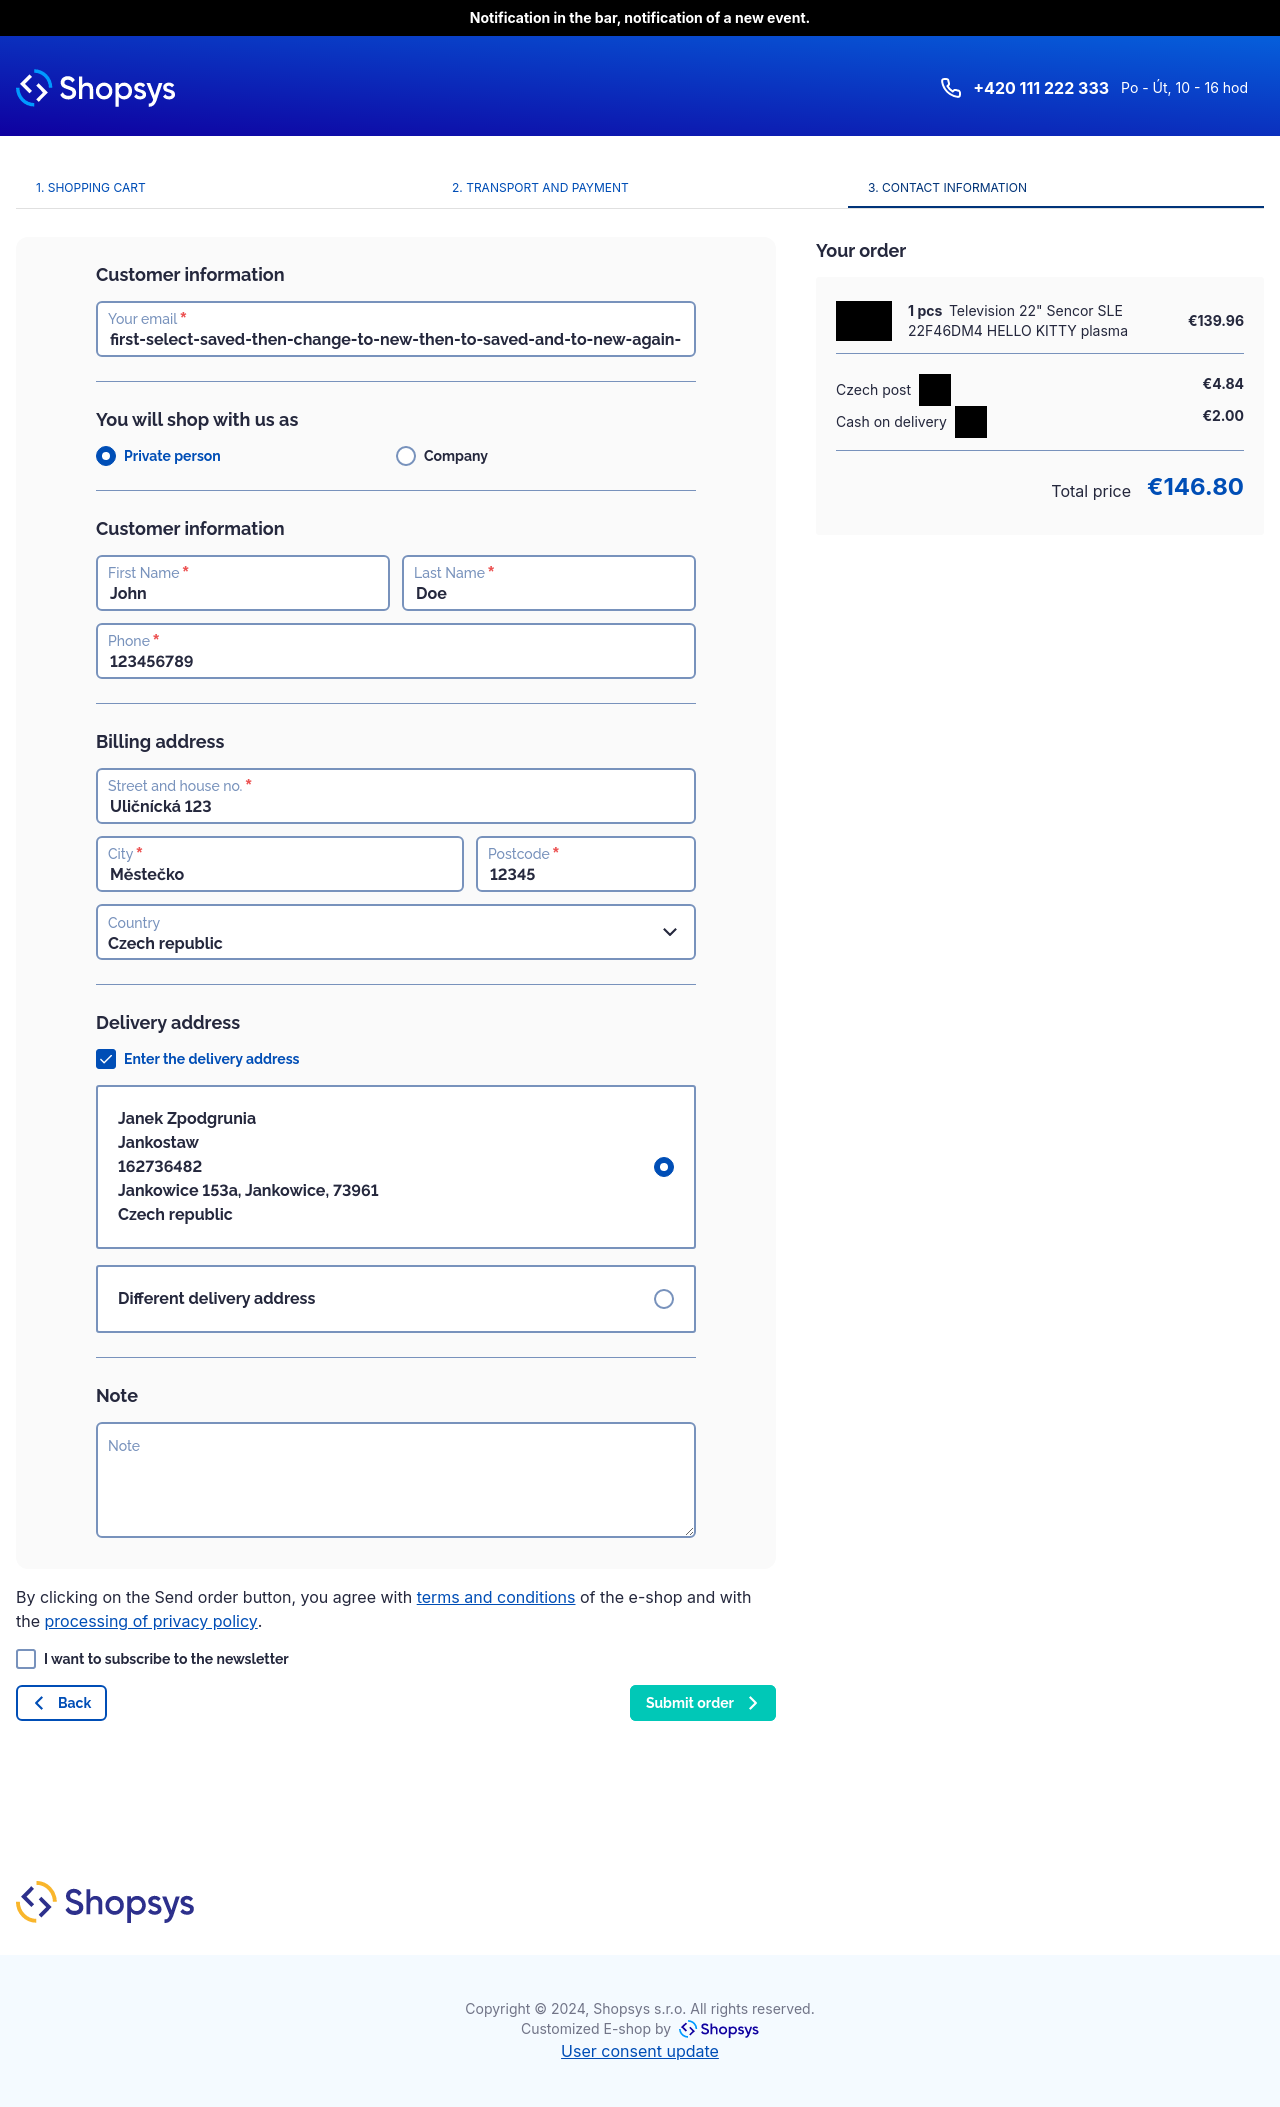 Notification in the bar, notification of a new event.
Shopsys
+420 111 222 333 Po - Út, 10 - 16 hod
1. SHOPPING CART
2. TRANSPORT AND PAYMENT
3. CONTACT INFORMATION
Customer information
Your email *
first-select-saved-then-change-to-new-then-to-saved-and-to-new-again-
You will shop with us as
Private person
Company
Customer information
First Name *
John
Last Name *
Doe
Phone *
123456789
Billing address
Street and house no. *
Uličnícká 123
City *
Městečko
Postcode *
12345
Country
Czech republic
Delivery address
Enter the delivery address
Janek Zpodgrunia
Jankostaw
162736482
Jankowice 153a, Jankowice, 73961
Czech republic
Different delivery address
Note
Note
By clicking on the Send order button, you agree with terms and conditions of the e-shop and with
the processing of privacy policy.
I want to subscribe to the newsletter
Back
Submit order
Your order
1 pcs Television 22" Sencor SLE
22F46DM4 HELLO KITTY plasma
€139.96
Czech post
€4.84
Cash on delivery
€2.00
Total price €146.80
Shopsys
Copyright © 2024, Shopsys s.r.o. All rights reserved.
Customized E-shop by Shopsys
User consent update